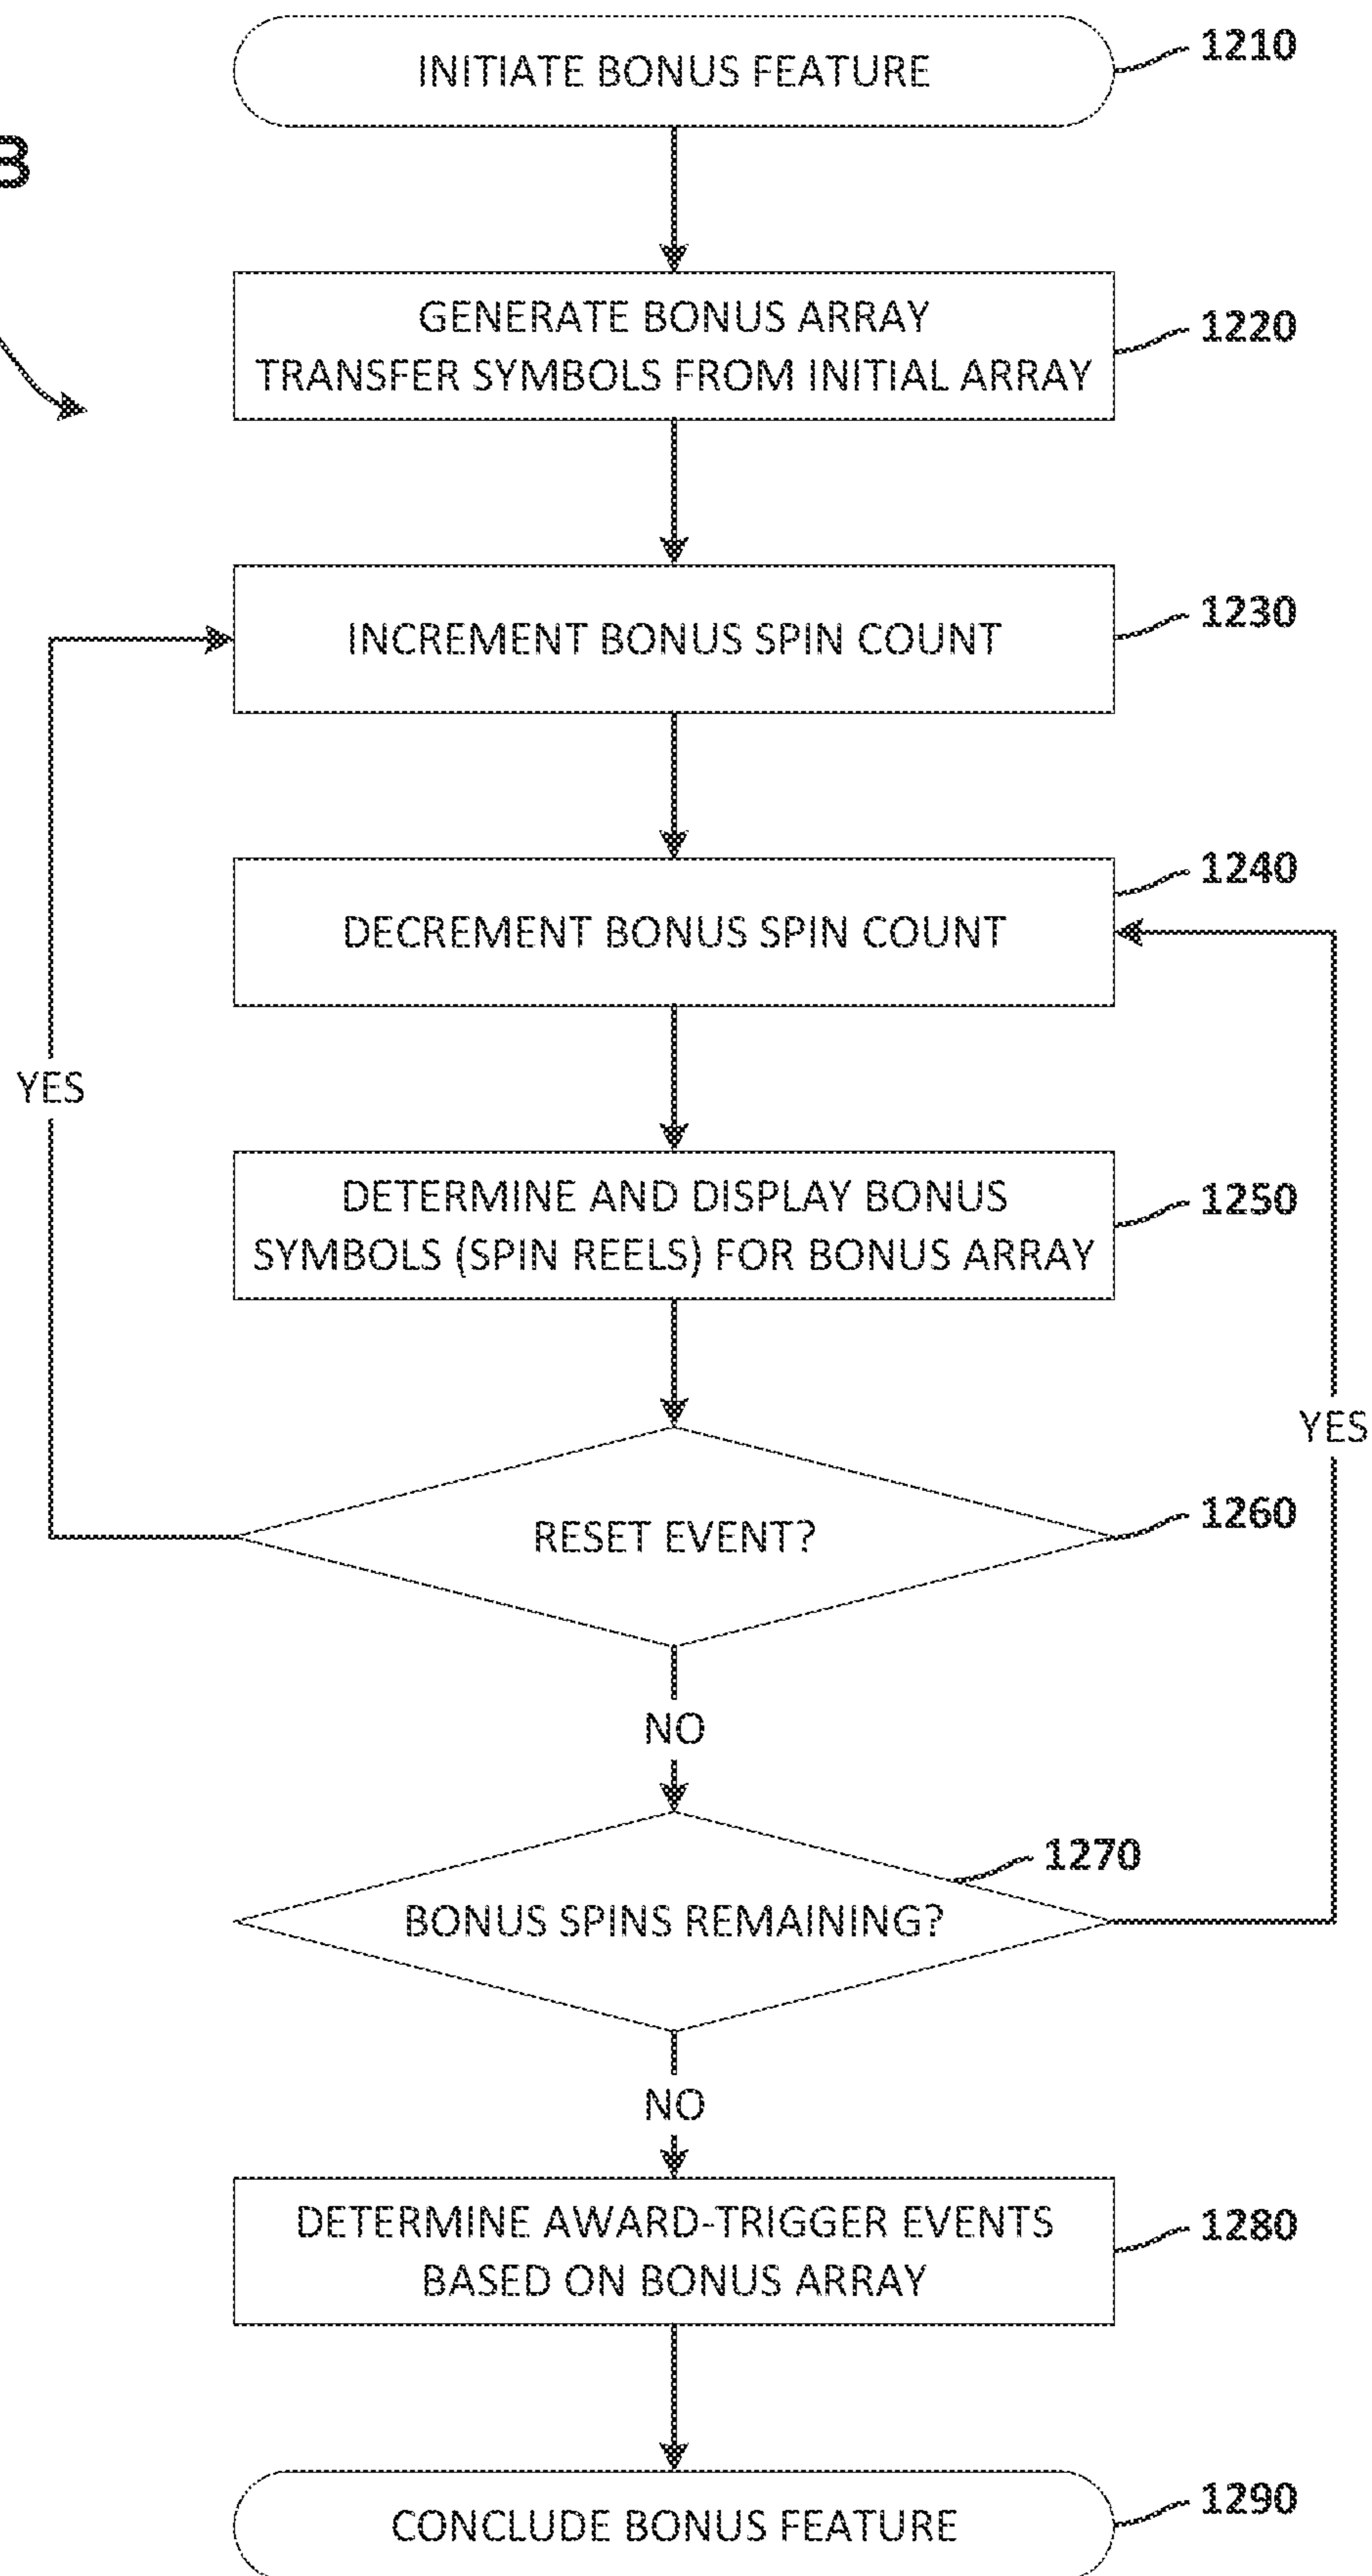 INITIATE BONUS FEATURE
1210
B
GENERATE BONUS ARRAY
TRANSFER SYMBOLS FROM INITIAL ARRAY
1220
INCREMENT BONUS SPIN COUNT
1230
DECREMENT BONUS SPIN COUNT
1240
YES
DETERMINE AND DISPLAY BONUS
SYMBOLS (SPIN REELS) FOR BONUS ARRAY
1250
YES
RESET EVENT?
1260
NO
BONUS SPINS REMAINING?
1270
NO
DETERMINE AWARD-TRIGGER EVENTS
BASED ON BONUS ARRAY
1280
CONCLUDE BONUS FEATURE
1290